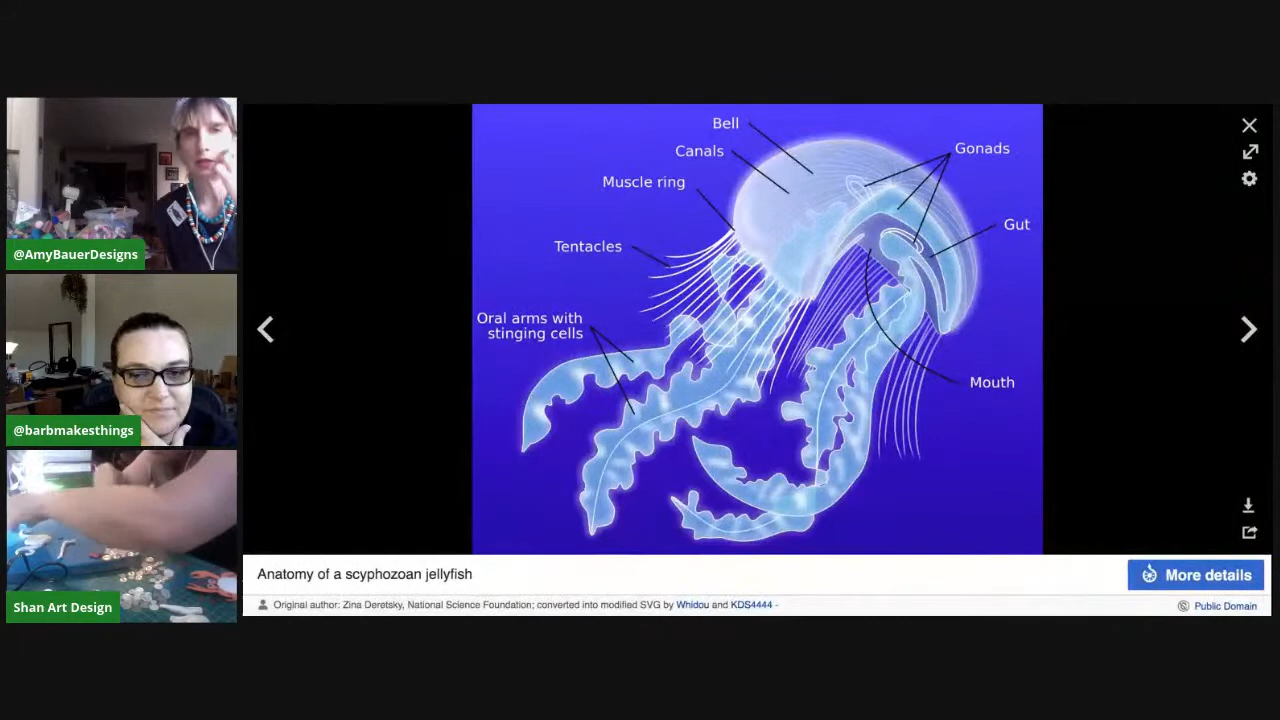 @AmyBauerDesigns
@barbmakesthings
Shan Art Design
Bell
Canals
Muscle ring
Tentacles
Oral arms with
stinging cells
Gonads
Gut
Mouth
Anatomy of a scyphozoan jellyfish
More details
Original author: Zina Deretsky, National Science Foundation; converted into modified SVG by Whidou and KDS4444 -
Public Domain